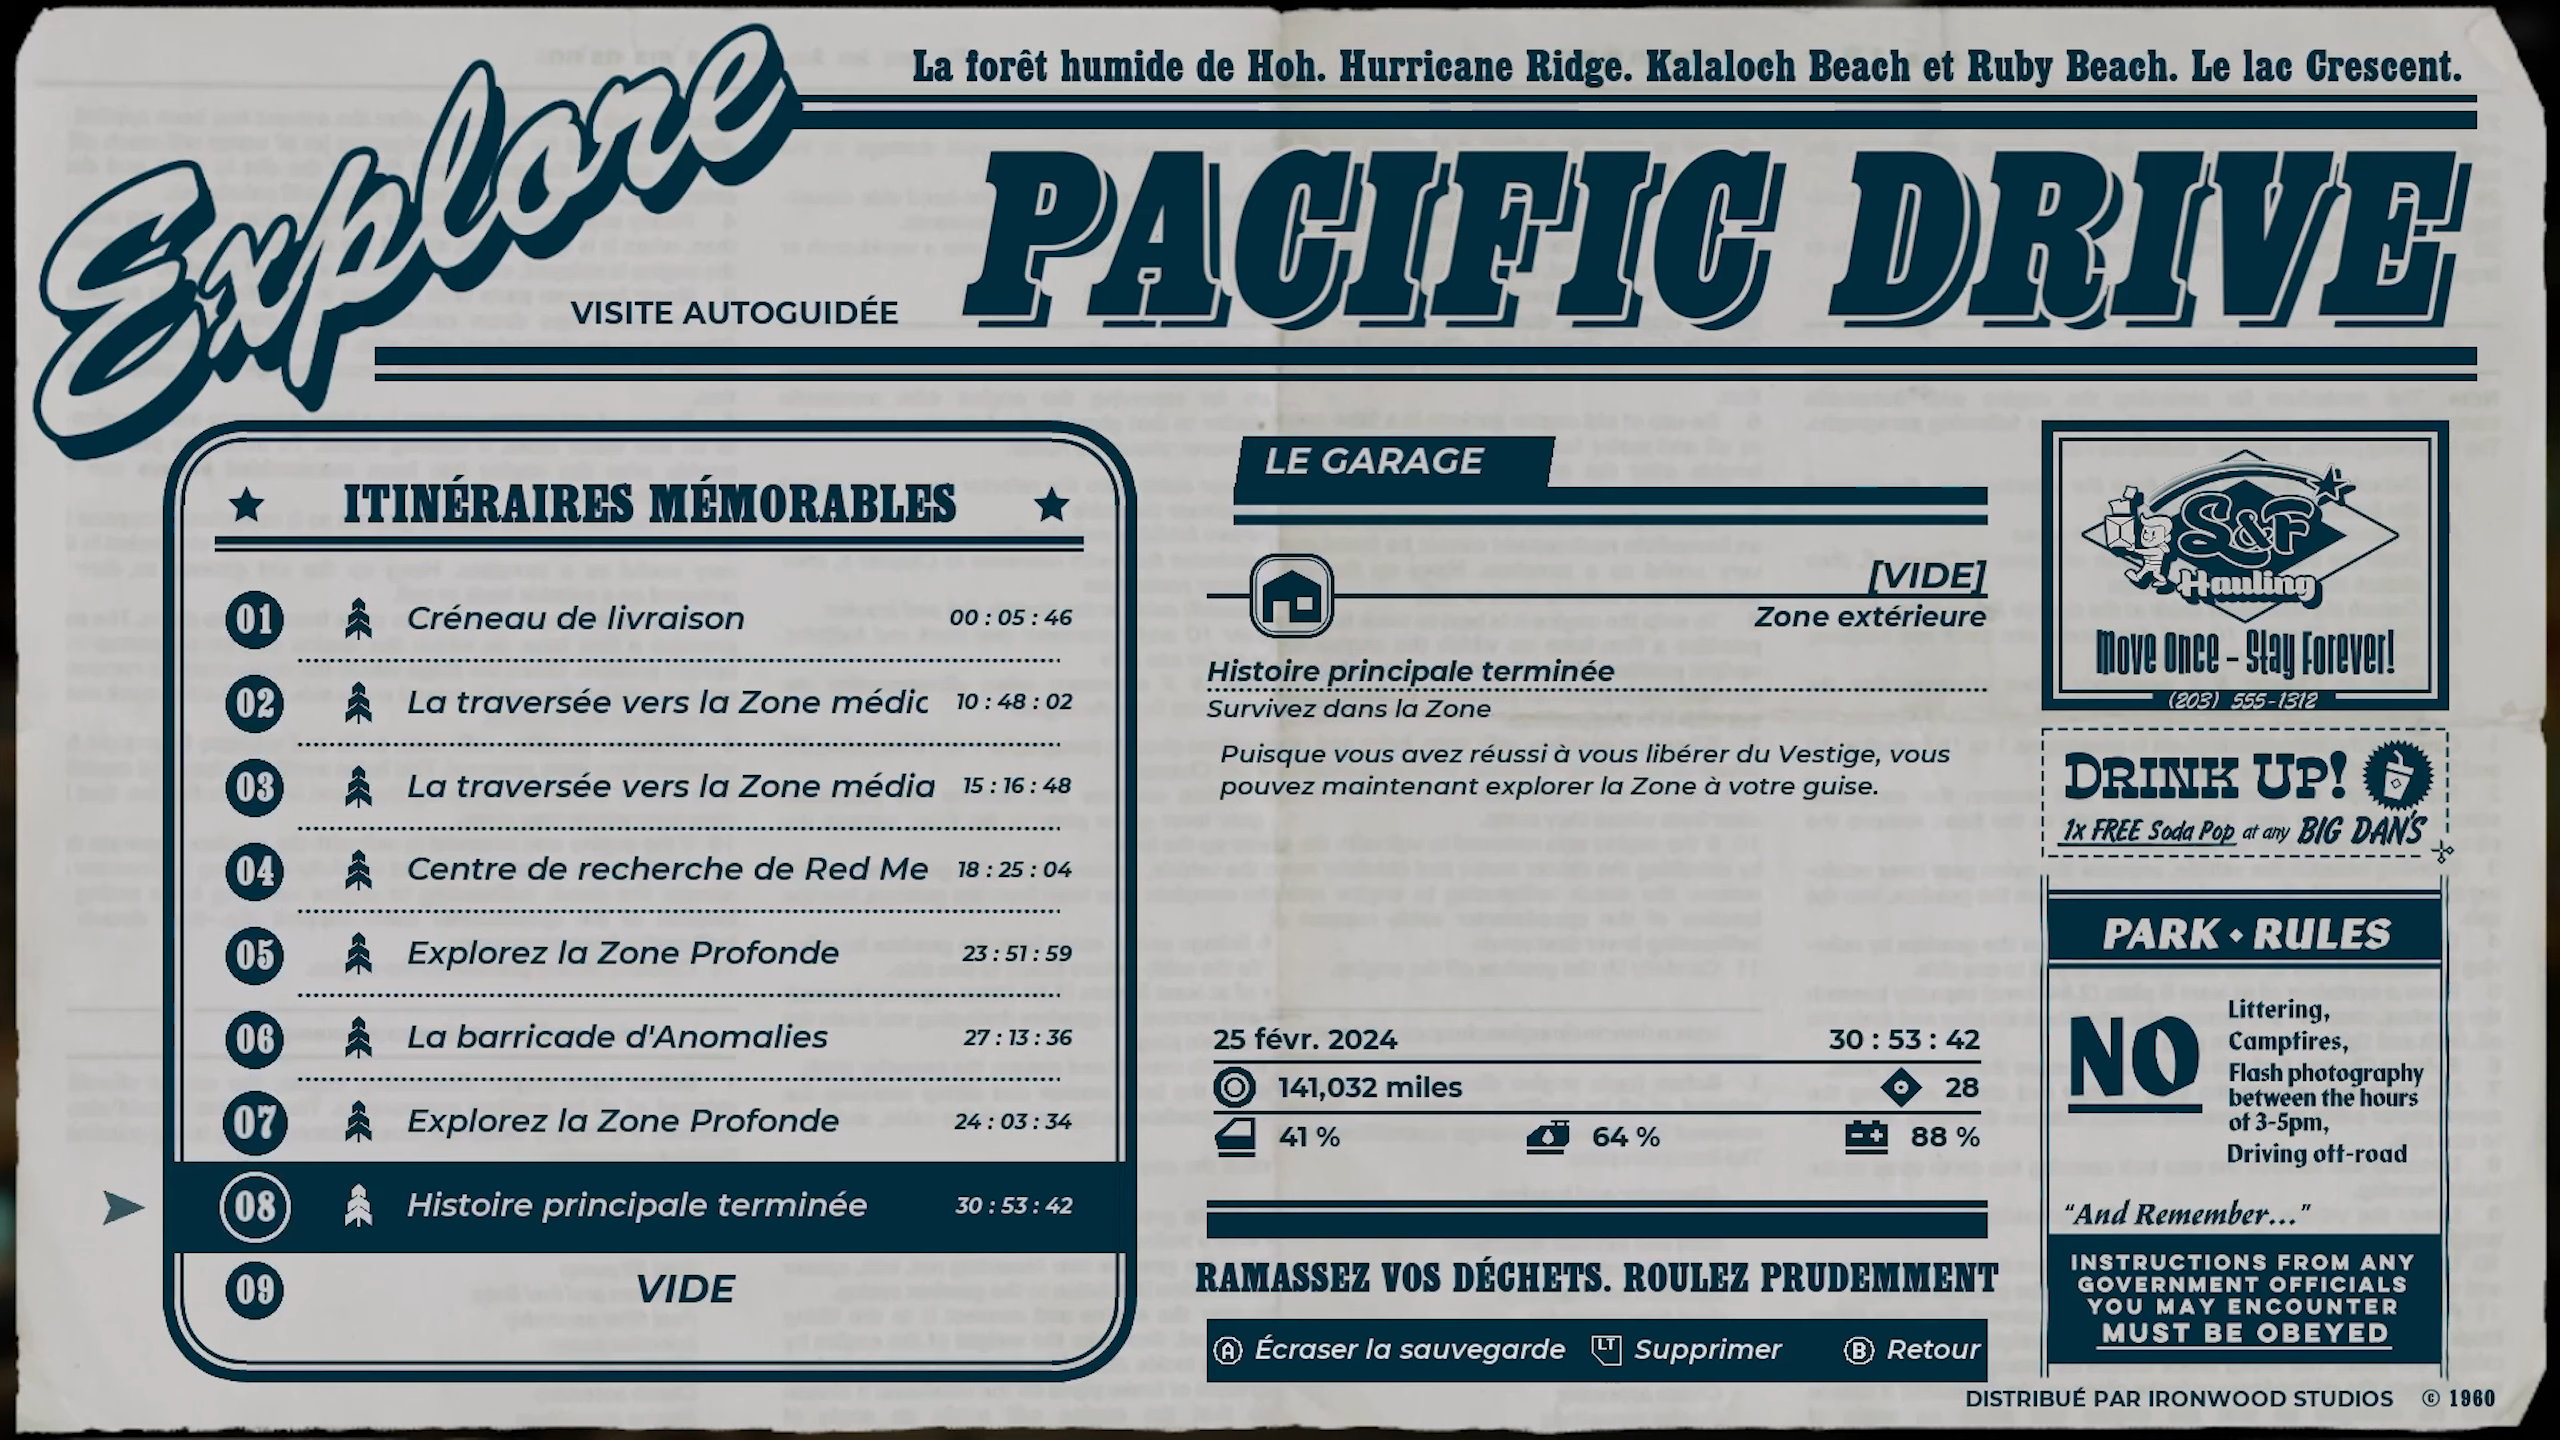 Explore
La forêt humide de Hoh. Hurricane Ridge. Kalaloch Beach et Ruby Beach. Le lac Crescent.
VISITE AUTOGUIDÉE
PACIFIC DRIVE
ITINÉRAIRES MÉMORABLES
01 Créneau de livraison 00 : 05 : 46
02 La traversée vers la Zone médic 10 : 48 : 02
03 La traversée vers la Zone média 15 : 16 : 48
04 Centre de recherche de Red Me 18 : 25 : 04
05 Explorez la Zone Profonde 23 : 51 : 59
06 La barricade d'Anomalies 27 : 13 : 36
07 Explorez la Zone Profonde 24 : 03 : 34
08 Histoire principale terminée 30 : 53 : 42
09 VIDE
LE GARAGE
[VIDE]
Zone extérieure
Histoire principale terminée
Survivez dans la Zone
Puisque vous avez réussi à vous libérer du Vestige, vous
pouvez maintenant explorer la Zone à votre guise.
25 févr. 2024 30 : 53 : 42
141,032 miles 28
41 % 64 % 88 %
RAMASSEZ VOS DÉCHETS. ROULEZ PRUDEMMENT
A Écraser la sauvegarde LT Supprimer B Retour
S&F
Hauling
Move Once - Stay Forever!
(203) 555-1312
DRINK UP!
1x FREE Soda Pop at any BIG DAN'S
PARK • RULES
NO
Littering,
Campfires,
Flash photography
between the hours
of 3-5pm,
Driving off-road
"And Remember..."
INSTRUCTIONS FROM ANY
GOVERNMENT OFFICIALS
YOU MAY ENCOUNTER
MUST BE OBEYED
DISTRIBUÉ PAR IRONWOOD STUDIOS © 1960